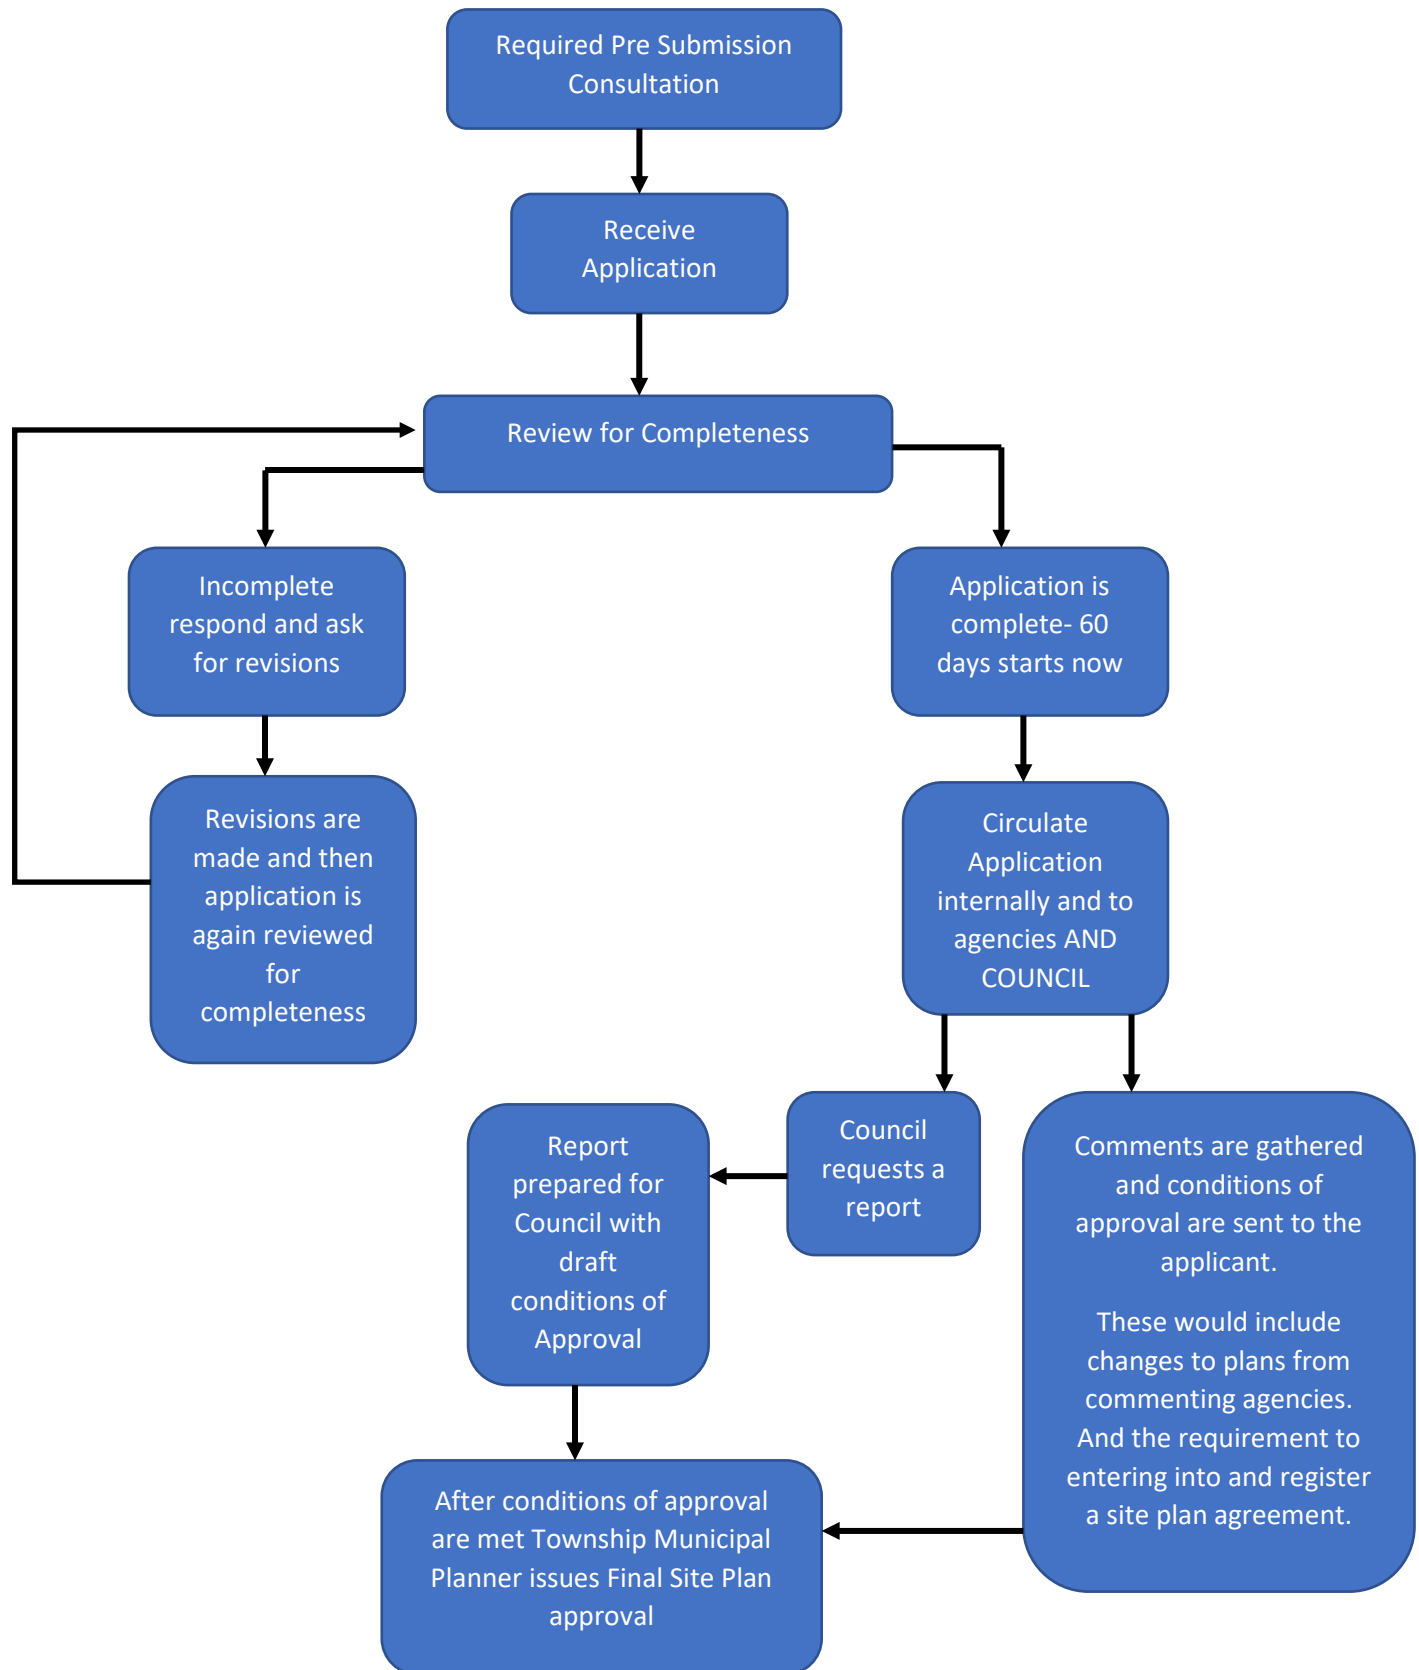 Required Pre Submission
Consultation
Receive
Application
Review for Completeness
Incomplete
respond and ask
for revisions
Application is
complete- 60
days starts now
Revisions are
made and then
application is
again reviewed
for
completeness
Circulate
Application
internally and to
agencies AND
COUNCIL
Council
requests a
report
Report
prepared for
Council with
draft
conditions of
Approval
Comments are gathered
and conditions of
approval are sent to the
applicant.
These would include
changes to plans from
commenting agencies.
And the requirement to
entering into and register
a site plan agreement.
After conditions of approval
are met Township Municipal
Planner issues Final Site Plan
approval